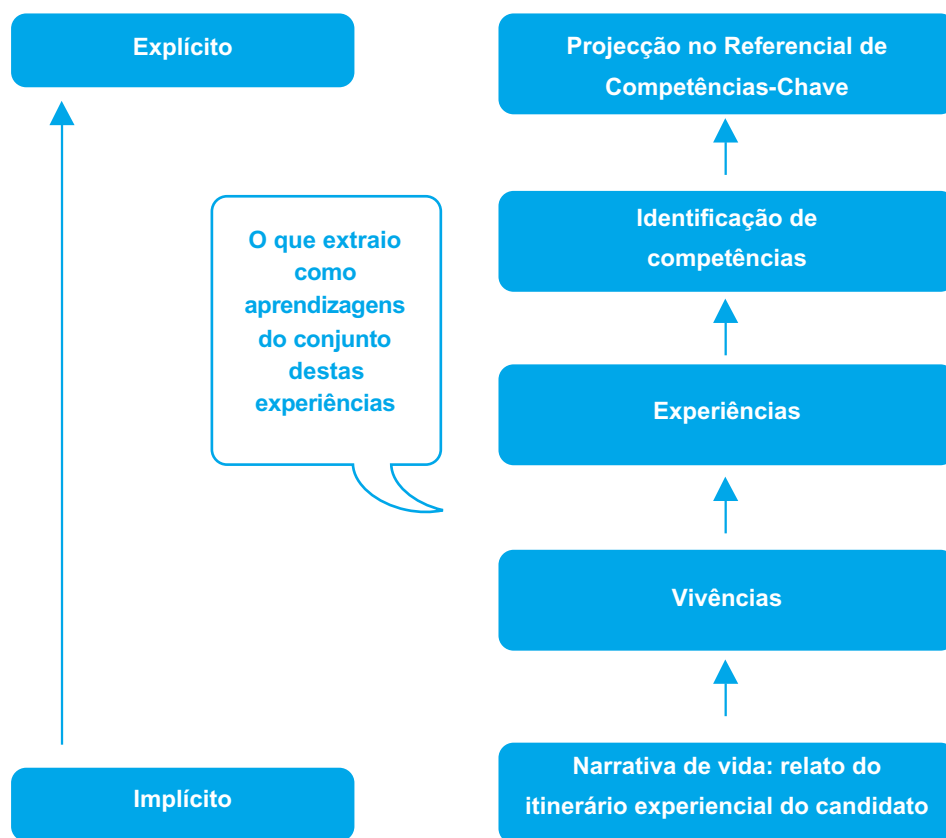 Explícito
Projecção no Referencial de
Competências-Chave
O que extraio
como
aprendizagens
do conjunto
destas
experiências
Identificação de
competências
Experiências
Vivências
Implícito
Narrativa de vida: relato do
itinerário experiencial do candidato